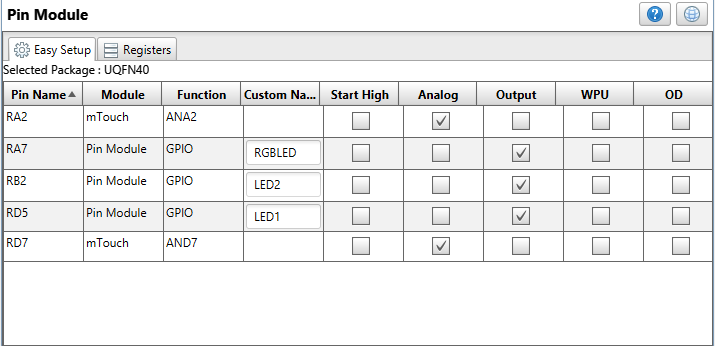 Pin Module
Easy Setup Registers
Selected Package : UQFN40
Pin Name Module Function Custom Na... Start High Analog Output WPU OD
RA2 mTouch ANA2
RA7 Pin Module GPIO RGBLED
RB2 Pin Module GPIO LED2
RD5 Pin Module GPIO LED1
RD7 mTouch AND7